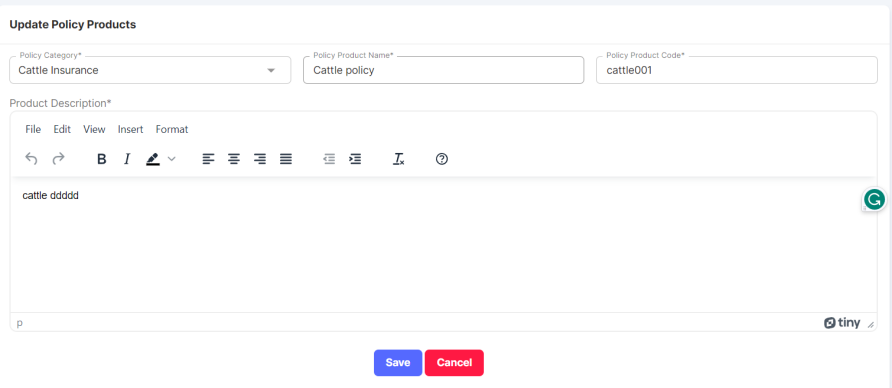 Update Policy Products
Policy Category* Policy Product Name* Policy Product Code*
Cattle Insurance Cattle policy cattle001
Product Description*
File Edit View Insert Format
B I
cattle ddddd
p tiny
Save Cancel